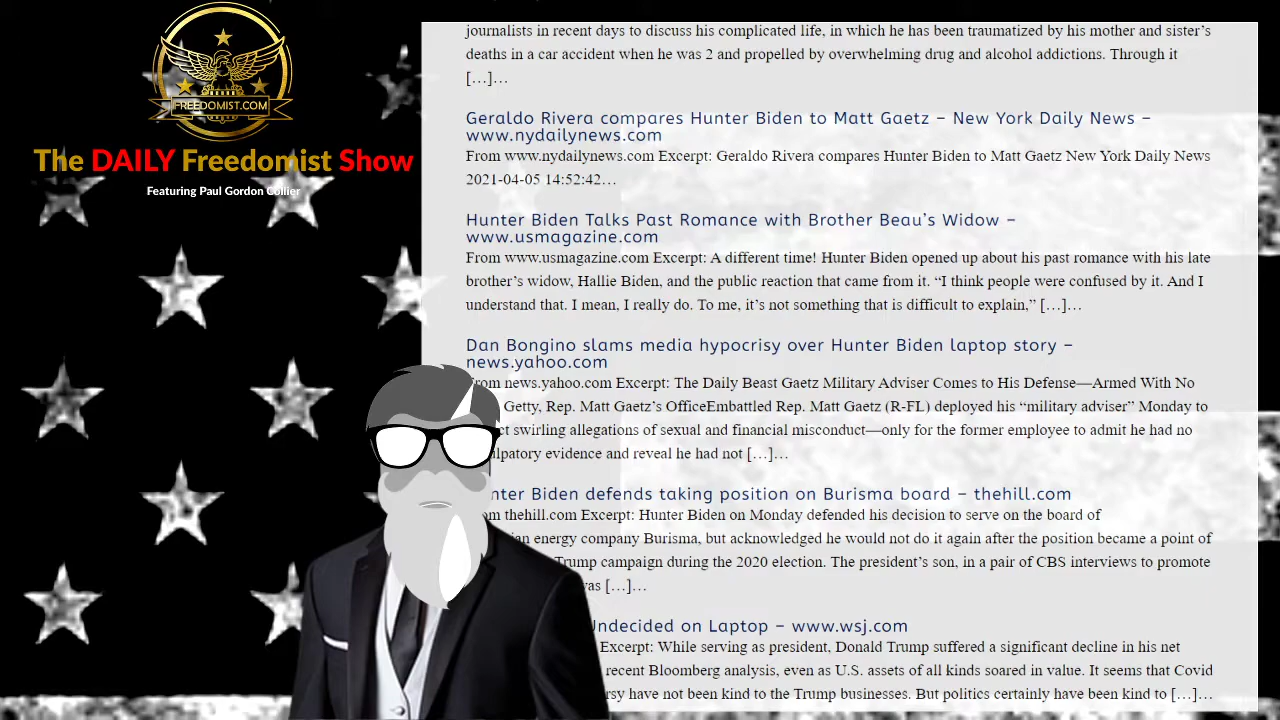 FREEDOMIST.COM
The DAILY Freedomist Show
Featuring Paul Gordon Collier
journalists in recent days to discuss his complicated life, in which he has been traumatized by his mother and sister’s
deaths in a car accident when he was 2 and propelled by overwhelming drug and alcohol addictions. Through it
[…]…
Geraldo Rivera compares Hunter Biden to Matt Gaetz – New York Daily News –
www.nydailynews.com
From www.nydailynews.com Excerpt: Geraldo Rivera compares Hunter Biden to Matt Gaetz New York Daily News
2021-04-05 14:52:42…
Hunter Biden Talks Past Romance with Brother Beau’s Widow –
www.usmagazine.com
From www.usmagazine.com Excerpt: A different time! Hunter Biden opened up about his past romance with his late
brother’s widow, Hallie Biden, and the public reaction that came from it. “I think people were confused by it. And I
understand that. I mean, I really do. To me, it’s not something that is difficult to explain,” […]…
Dan Bongino slams media hypocrisy over Hunter Biden laptop story –
news.yahoo.com
From news.yahoo.com Excerpt: The Daily Beast Gaetz Military Adviser Comes to His Defense—Armed With No
Getty, Rep. Matt Gaetz’s OfficeEmbattled Rep. Matt Gaetz (R-FL) deployed his “military adviser” Monday to
swirling allegations of sexual and financial misconduct—only for the former employee to admit he had no
evidence and reveal he had not […]…
Biden defends taking position on Burisma board – thehill.com
thehill.com Excerpt: Hunter Biden on Monday defended his decision to serve on the board of
energy company Burisma, but acknowledged he would not do it again after the position became a point of
Trump campaign during the 2020 election. The president’s son, in a pair of CBS interviews to promote
was […]…
Undecided on Laptop – www.wsj.com
Excerpt: While serving as president, Donald Trump suffered a significant decline in his net
recent Bloomberg analysis, even as U.S. assets of all kinds soared in value. It seems that Covid
have not been kind to the Trump businesses. But politics certainly have been kind to […]…